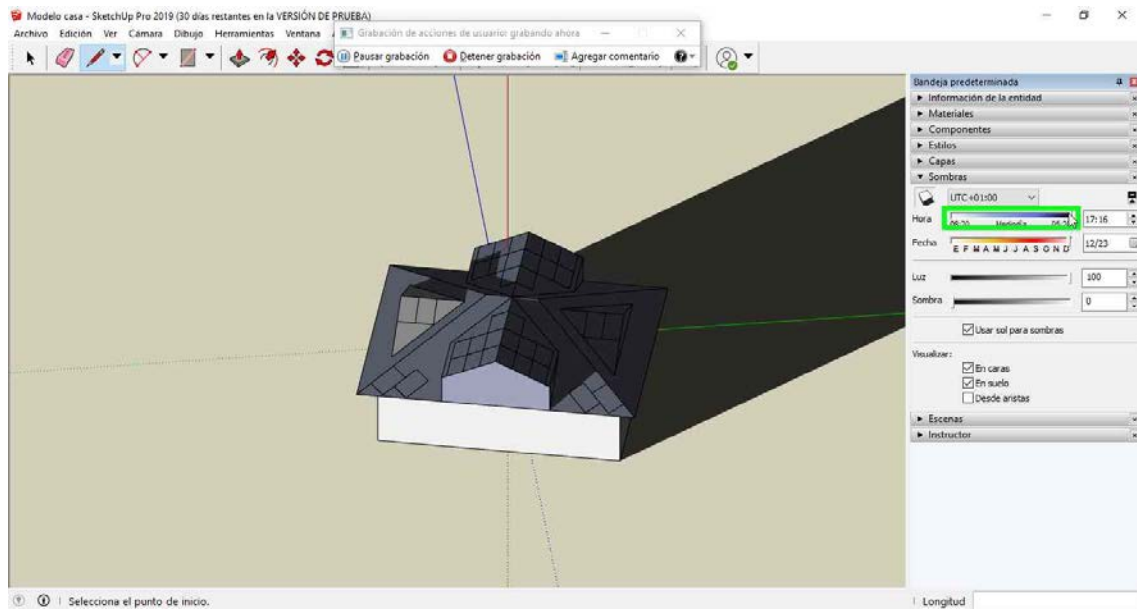 Modelo casa - SketchUp Pro 2019 (30 días restantes en la VERSIÓN DE PRUEBA)
Archivo Edición Ver Cámara Dibujo Herramientas Ventana
Grabación de acciones de usuario: grabando ahora
Pausar grabación Detener grabación Agregar comentario
Bandeja predeterminada
Información de la entidad
Materiales
Componentes
Estilos
Capas
Sombras
UTC+01:00
Hora 17:16
Fecha E F M A M J J A S O N D 12/23
Luz 100
Sombra 0
Usar sol para sombras
Visualizar:
En caras
En suelo
Desde aristas
Escenas
Instructor
Selecciona el punto de inicio.
Longitud